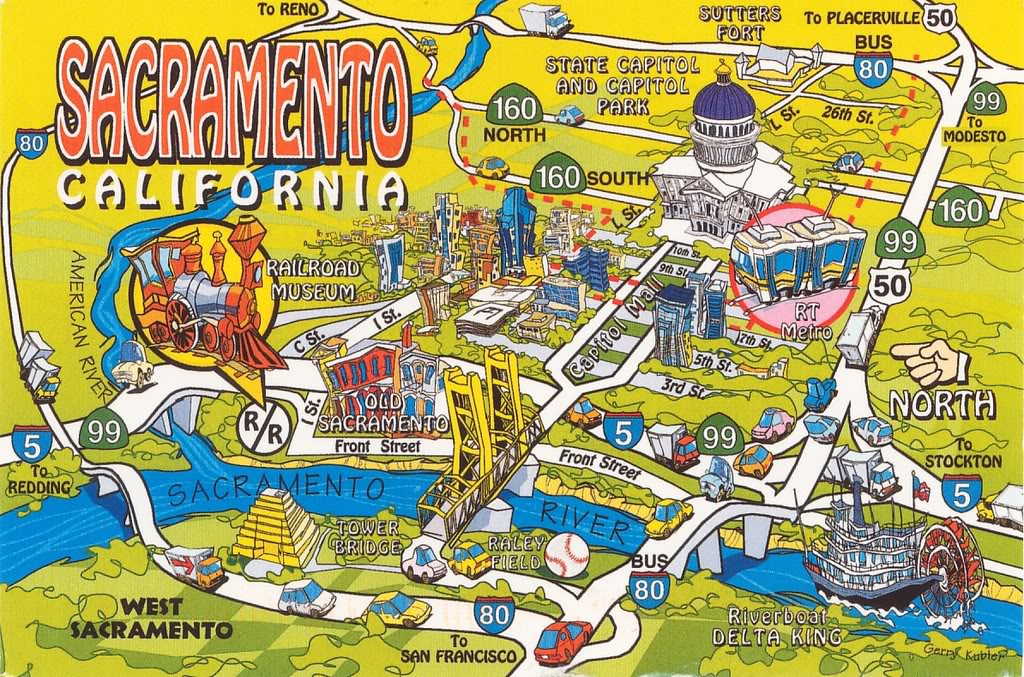 TO RENO
SUTTERS
FORT
TO PLACERVILLE 50
BUS
80
SACRAMENTO
CALIFORNIA
STATE CAPITOL
AND CAPITOL
PARK
L St.
26th St.
99
TO
MODESTO
80
160
NORTH
160 SOUTH
160
L St.
99
50
10th St.
9th St.
RAILROAD
MUSEUM
AMERICAN RIVER
C St.
I St.
Capitol Mall
RT
Metro
7th St.
5th St.
3rd St.
NORTH
R/R
I St.
OLD
SACRAMENTO
Front Street
Front Street
5
99
TO
REDDING
5
99
TO
STOCKTON
5
SACRAMENTO
RIVER
TOWER
BRIDGE
RALEY
FIELD
BUS
80
WEST
SACRAMENTO
80
TO
SAN FRANCISCO
Riverboat
DELTA KING
Gerry Kubler